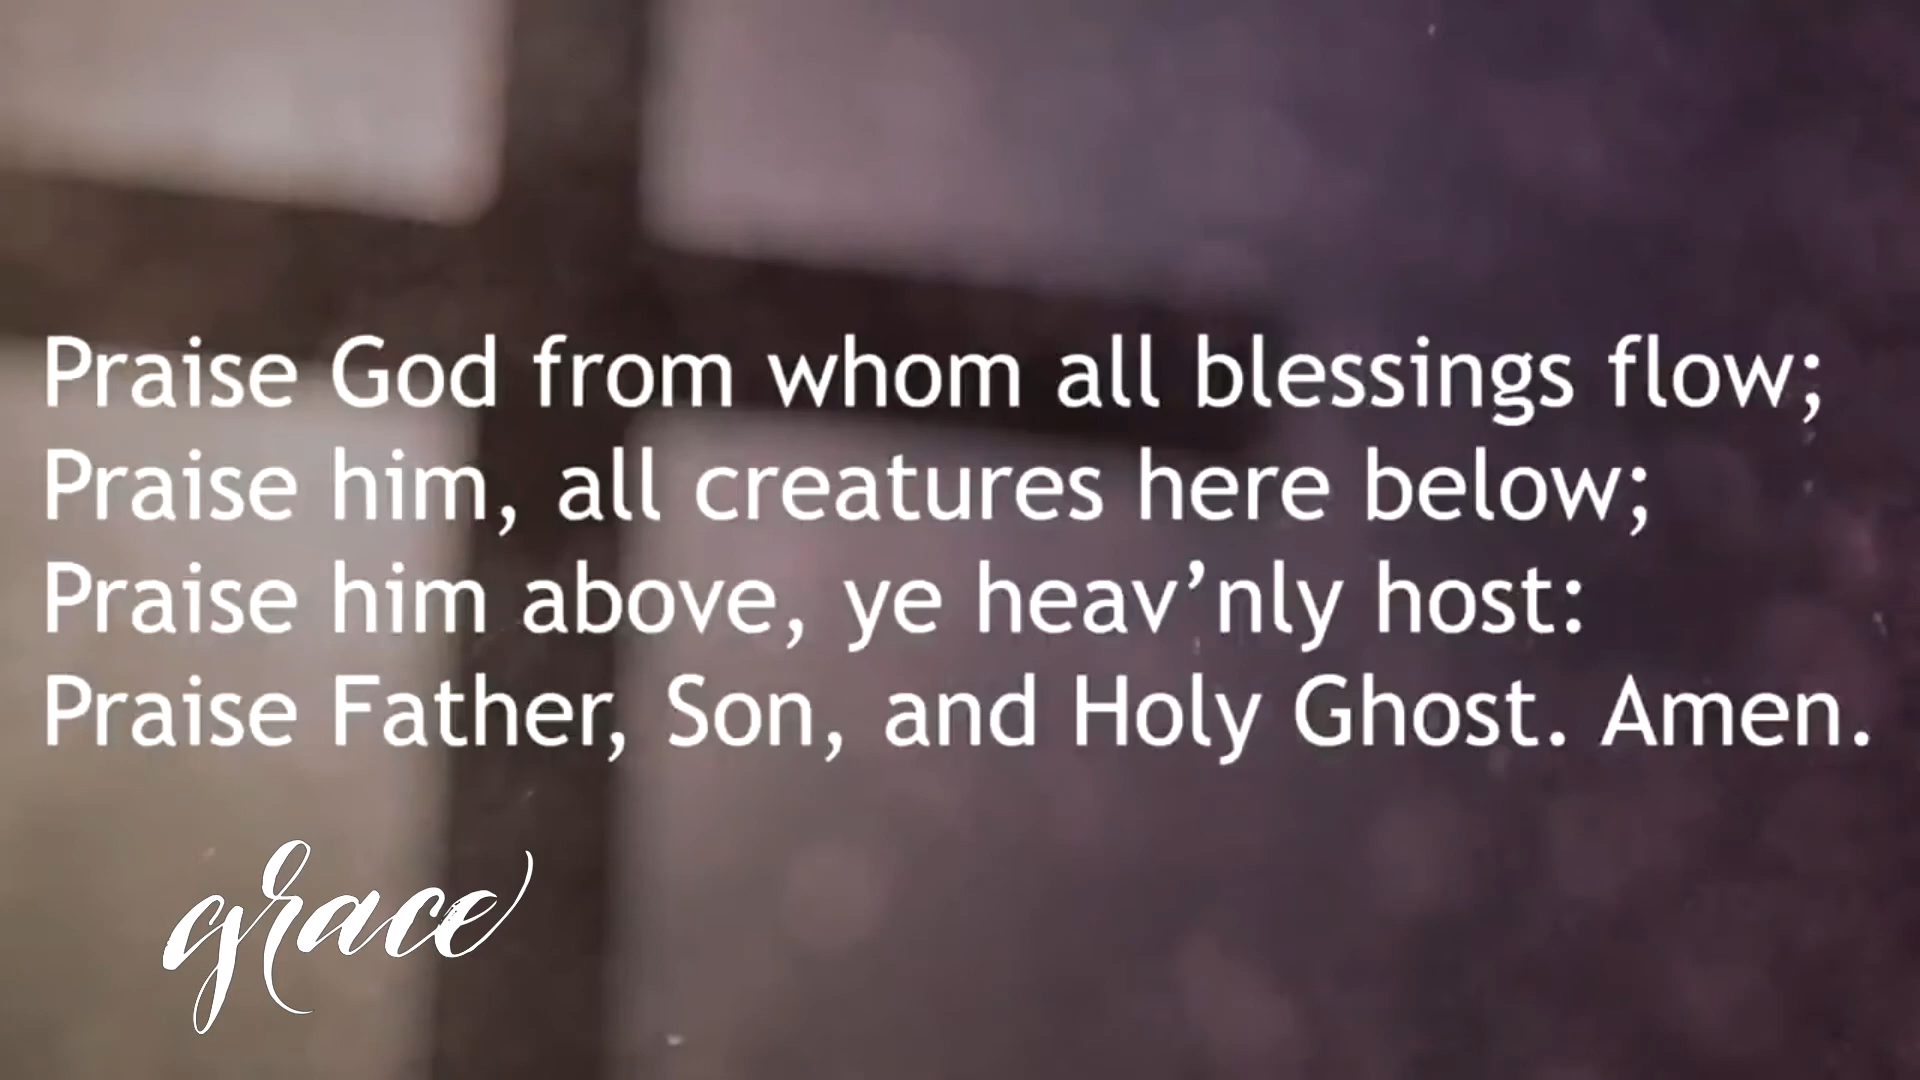 Praise God from whom all blessings flow;
Praise him, all creatures here below;
Praise him above, ye heav’nly host:
Praise Father, Son, and Holy Ghost. Amen.
grace